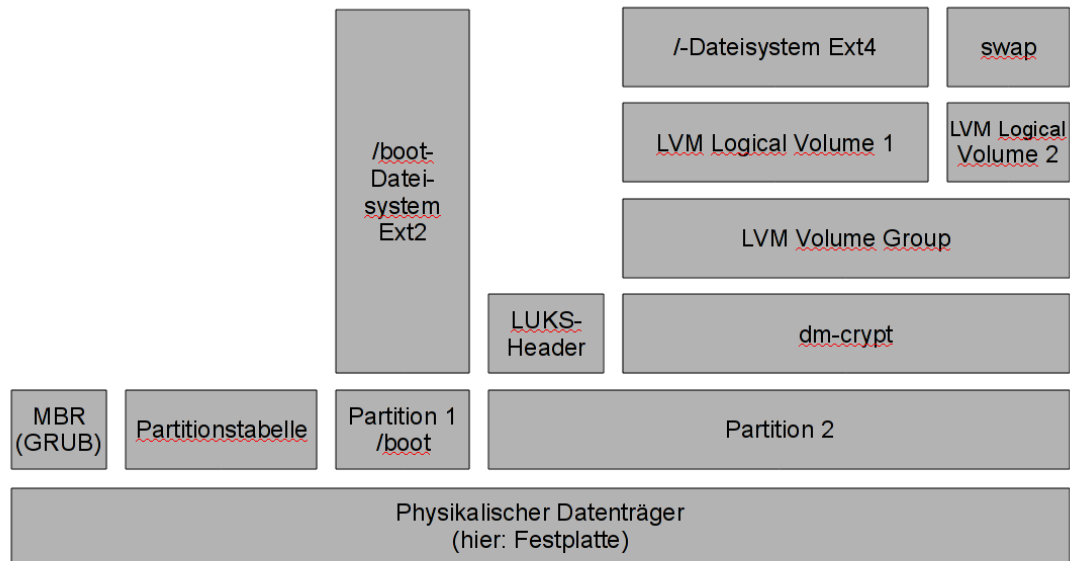 /-Dateisystem Ext4
swap
/boot-
Datei-
system
Ext2
LVM Logical Volume 1
LVM Logical
Volume 2
LVM Volume Group
LUKS-
Header
dm-crypt
MBR
(GRUB)
Partitionstabelle
Partition 1
/boot
Partition 2
Physikalischer Datenträger
(hier: Festplatte)